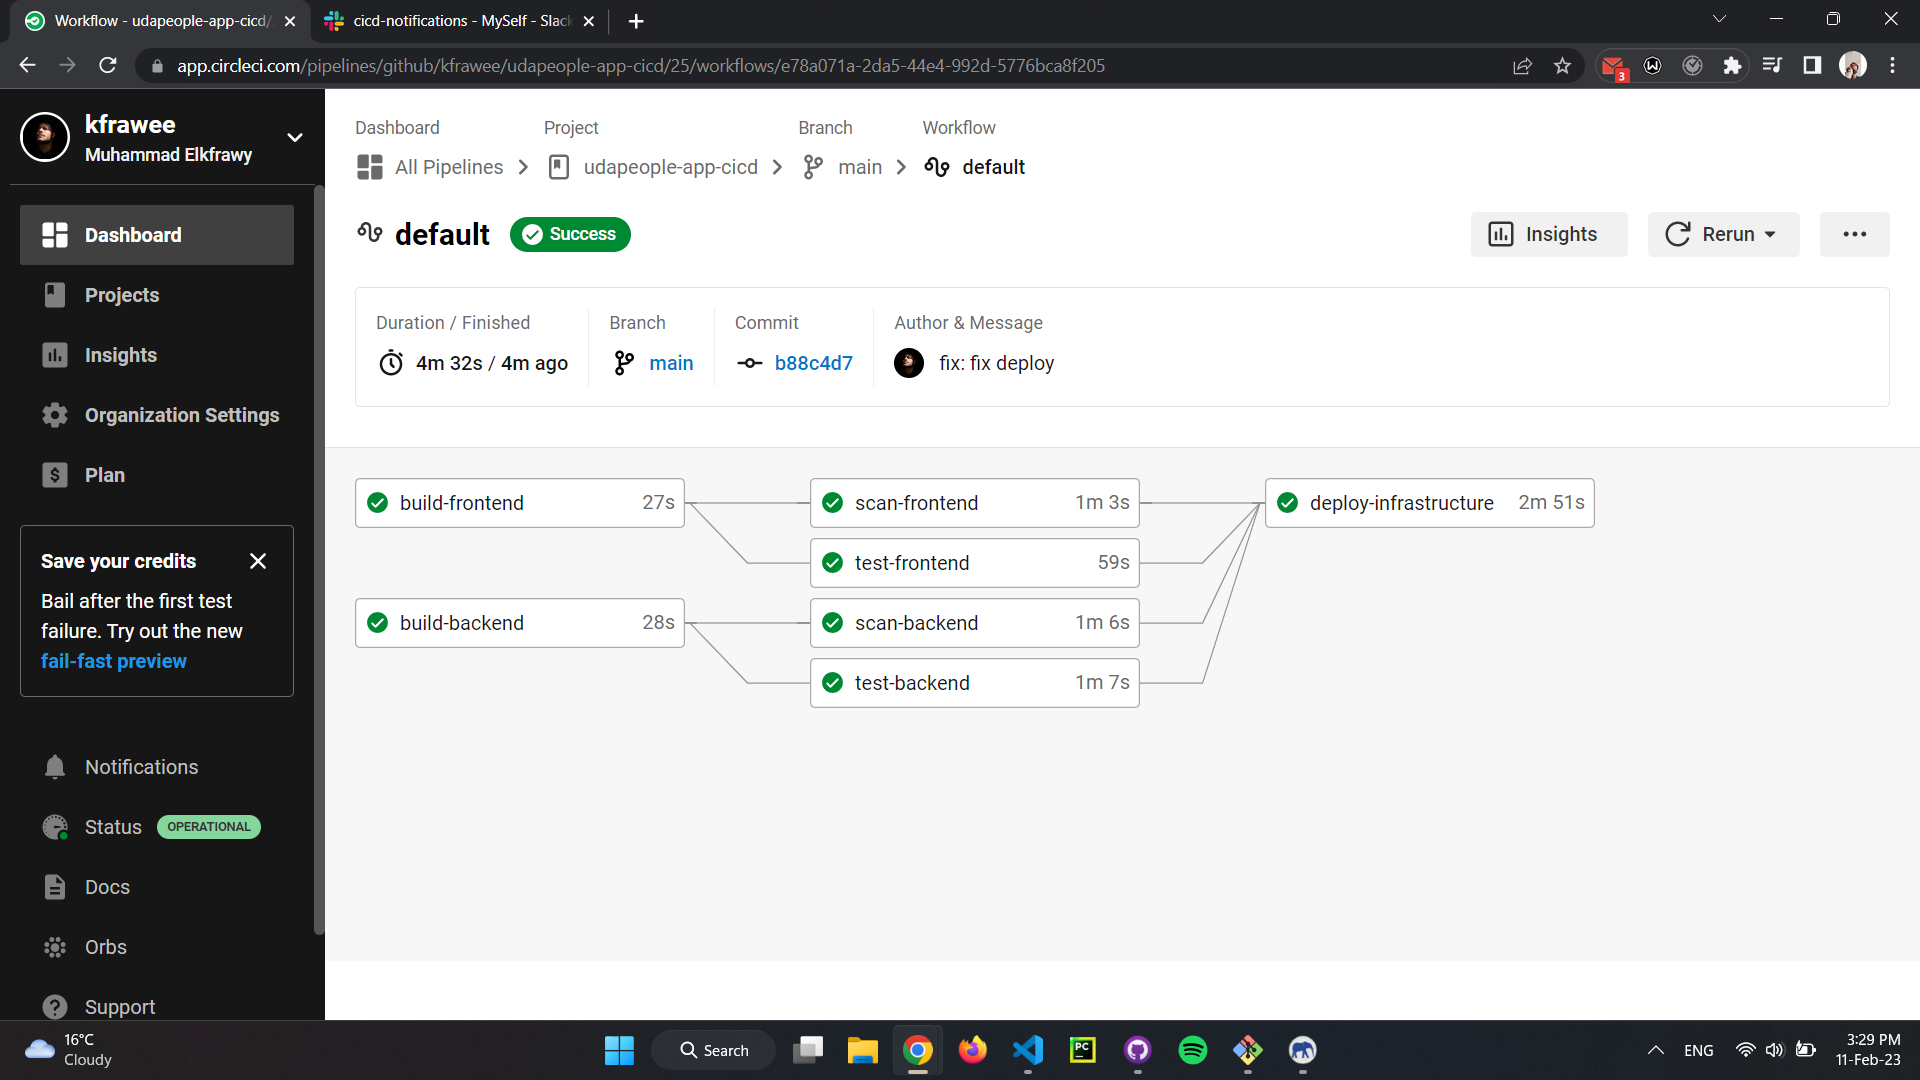 Workflow - udapeople-app-cicd/
cicd-notifications - MySelf - Slack
app.circleci.com/pipelines/github/kfrawee/udapeople-app-cicd/25/workflows/e78a071a-2da5-44e4-992d-5776bca8f205
3
kfrawee
Muhammad Elkfrawy
Dashboard
Projects
Insights
Organization Settings
Plan
Save your credits
Bail after the first test
failure. Try out the new
fail-fast preview
Notifications
Status OPERATIONAL
Docs
Orbs
Support
Dashboard Project Branch Workflow
All Pipelines udapeople-app-cicd main default
default Success
Insights Rerun
Duration / Finished Branch Commit Author & Message
4m 32s / 4m ago main b88c4d7 fix: fix deploy
build-frontend 27s scan-frontend 1m 3s deploy-infrastructure 2m 51s
test-frontend 59s
build-backend 28s scan-backend 1m 6s
test-backend 1m 7s
16°C
Cloudy
Search
PC
ENG
3:29 PM
11-Feb-23